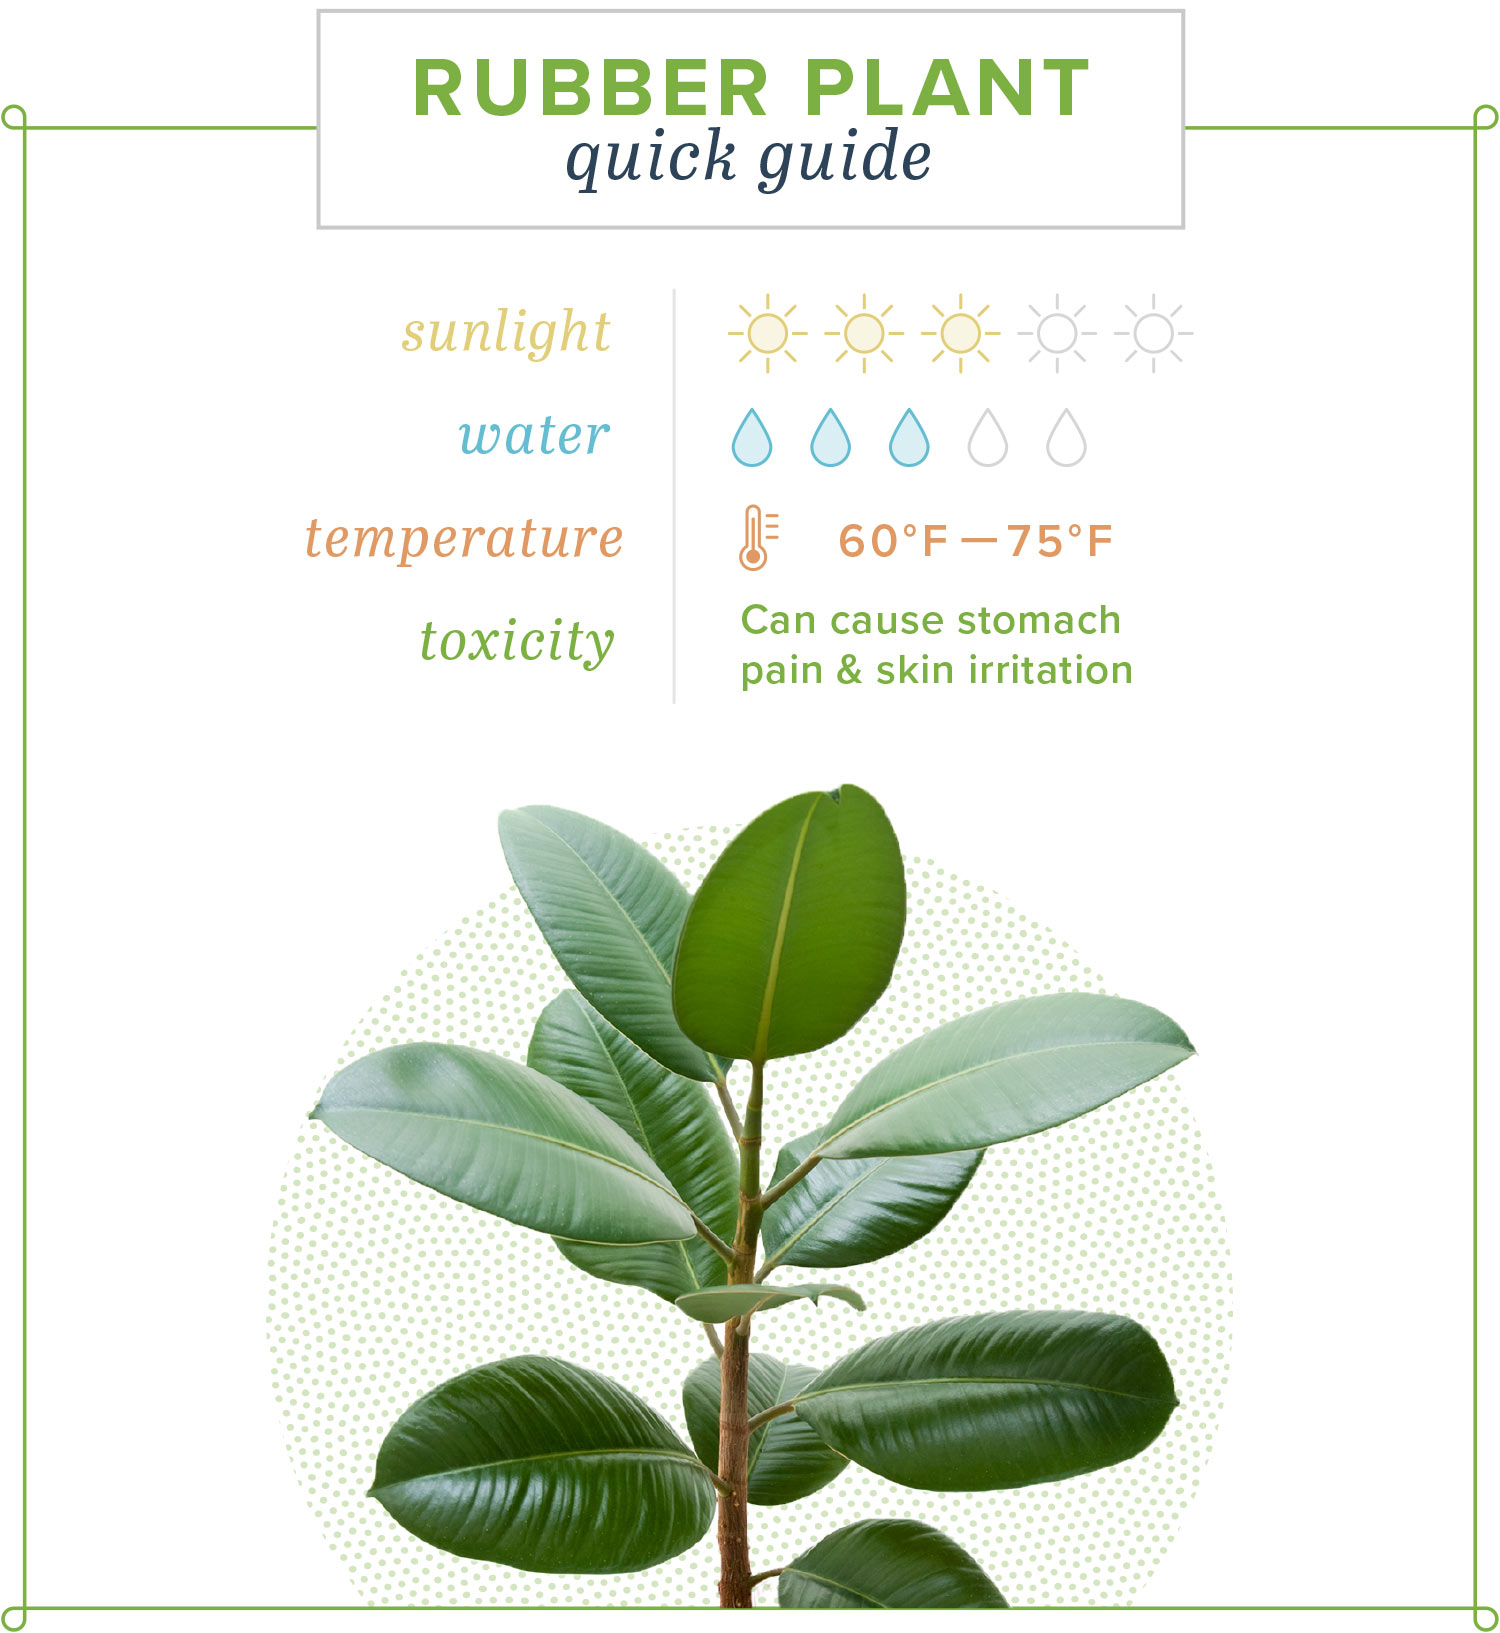 RUBBER PLANT
quick guide
sunlight
water
temperature
60°F — 75°F
toxicity
Can cause stomach
pain & skin irritation